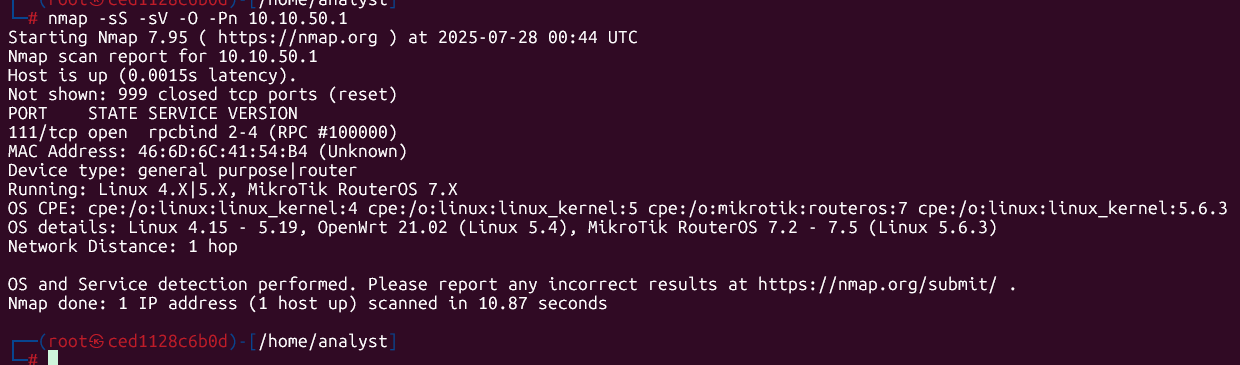 (root㉿ced1128c6b0d)-[/home/analyst]
# nmap -sS -sV -O -Pn 10.10.50.1
Starting Nmap 7.95 ( https://nmap.org ) at 2025-07-28 00:44 UTC
Nmap scan report for 10.10.50.1
Host is up (0.0015s latency).
Not shown: 999 closed tcp ports (reset)
PORT    STATE SERVICE VERSION
111/tcp open  rpcbind 2-4 (RPC #100000)
MAC Address: 46:6D:6C:41:54:B4 (Unknown)
Device type: general purpose|router
Running: Linux 4.X|5.X, MikroTik RouterOS 7.X
OS CPE: cpe:/o:linux:linux_kernel:4 cpe:/o:linux:linux_kernel:5 cpe:/o:mikrotik:routeros:7 cpe:/o:linux:linux_kernel:5.6.3
OS details: Linux 4.15 - 5.19, OpenWrt 21.02 (Linux 5.4), MikroTik RouterOS 7.2 - 7.5 (Linux 5.6.3)
Network Distance: 1 hop
OS and Service detection performed. Please report any incorrect results at https://nmap.org/submit/ .
Nmap done: 1 IP address (1 host up) scanned in 10.87 seconds
(root㉿ced1128c6b0d)-[/home/analyst]
#